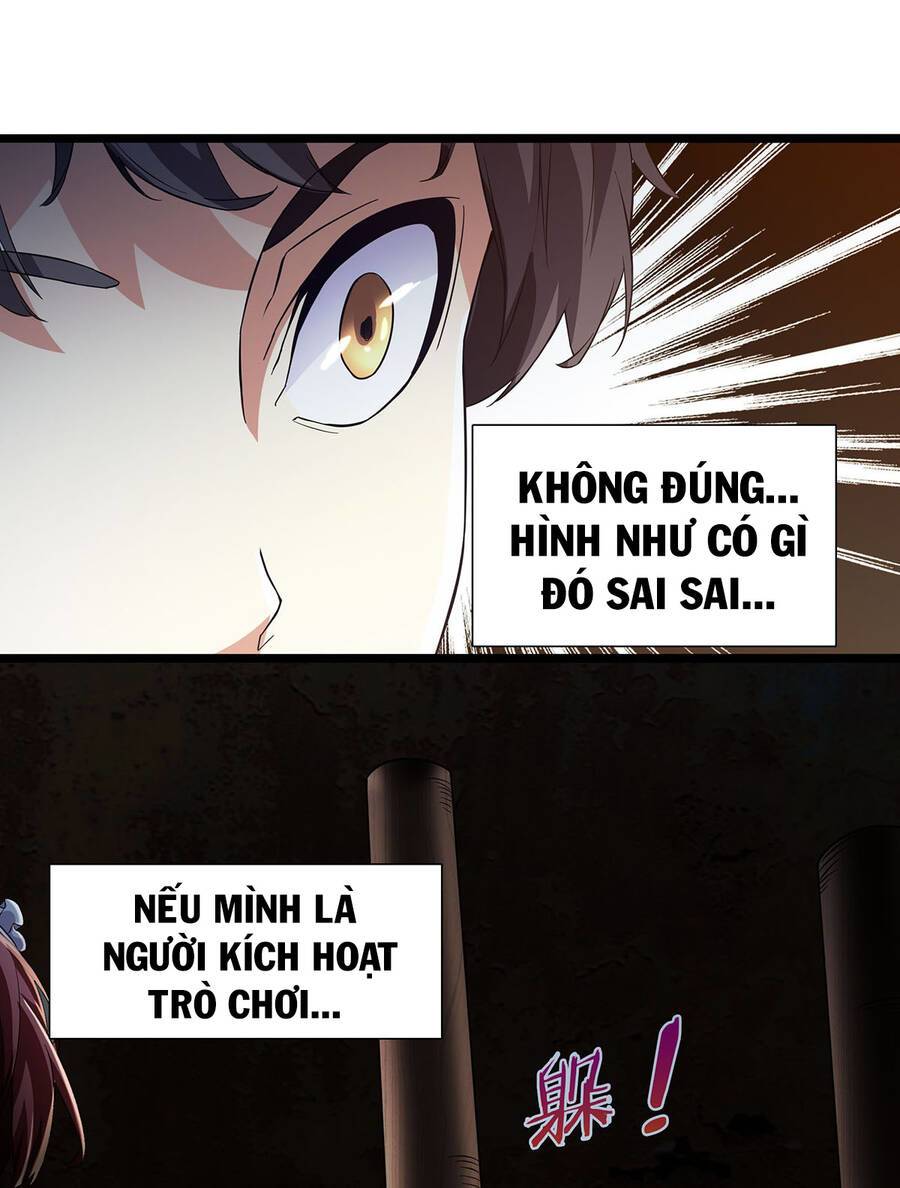 KHÔNG ĐÚNG...
HÌNH NHƯ CÓ GÌ
ĐÓ SAI SAI...
NẾU MÌNH LÀ
NGƯỜI KÍCH HOẠT
TRÒ CHƠI...
躲!